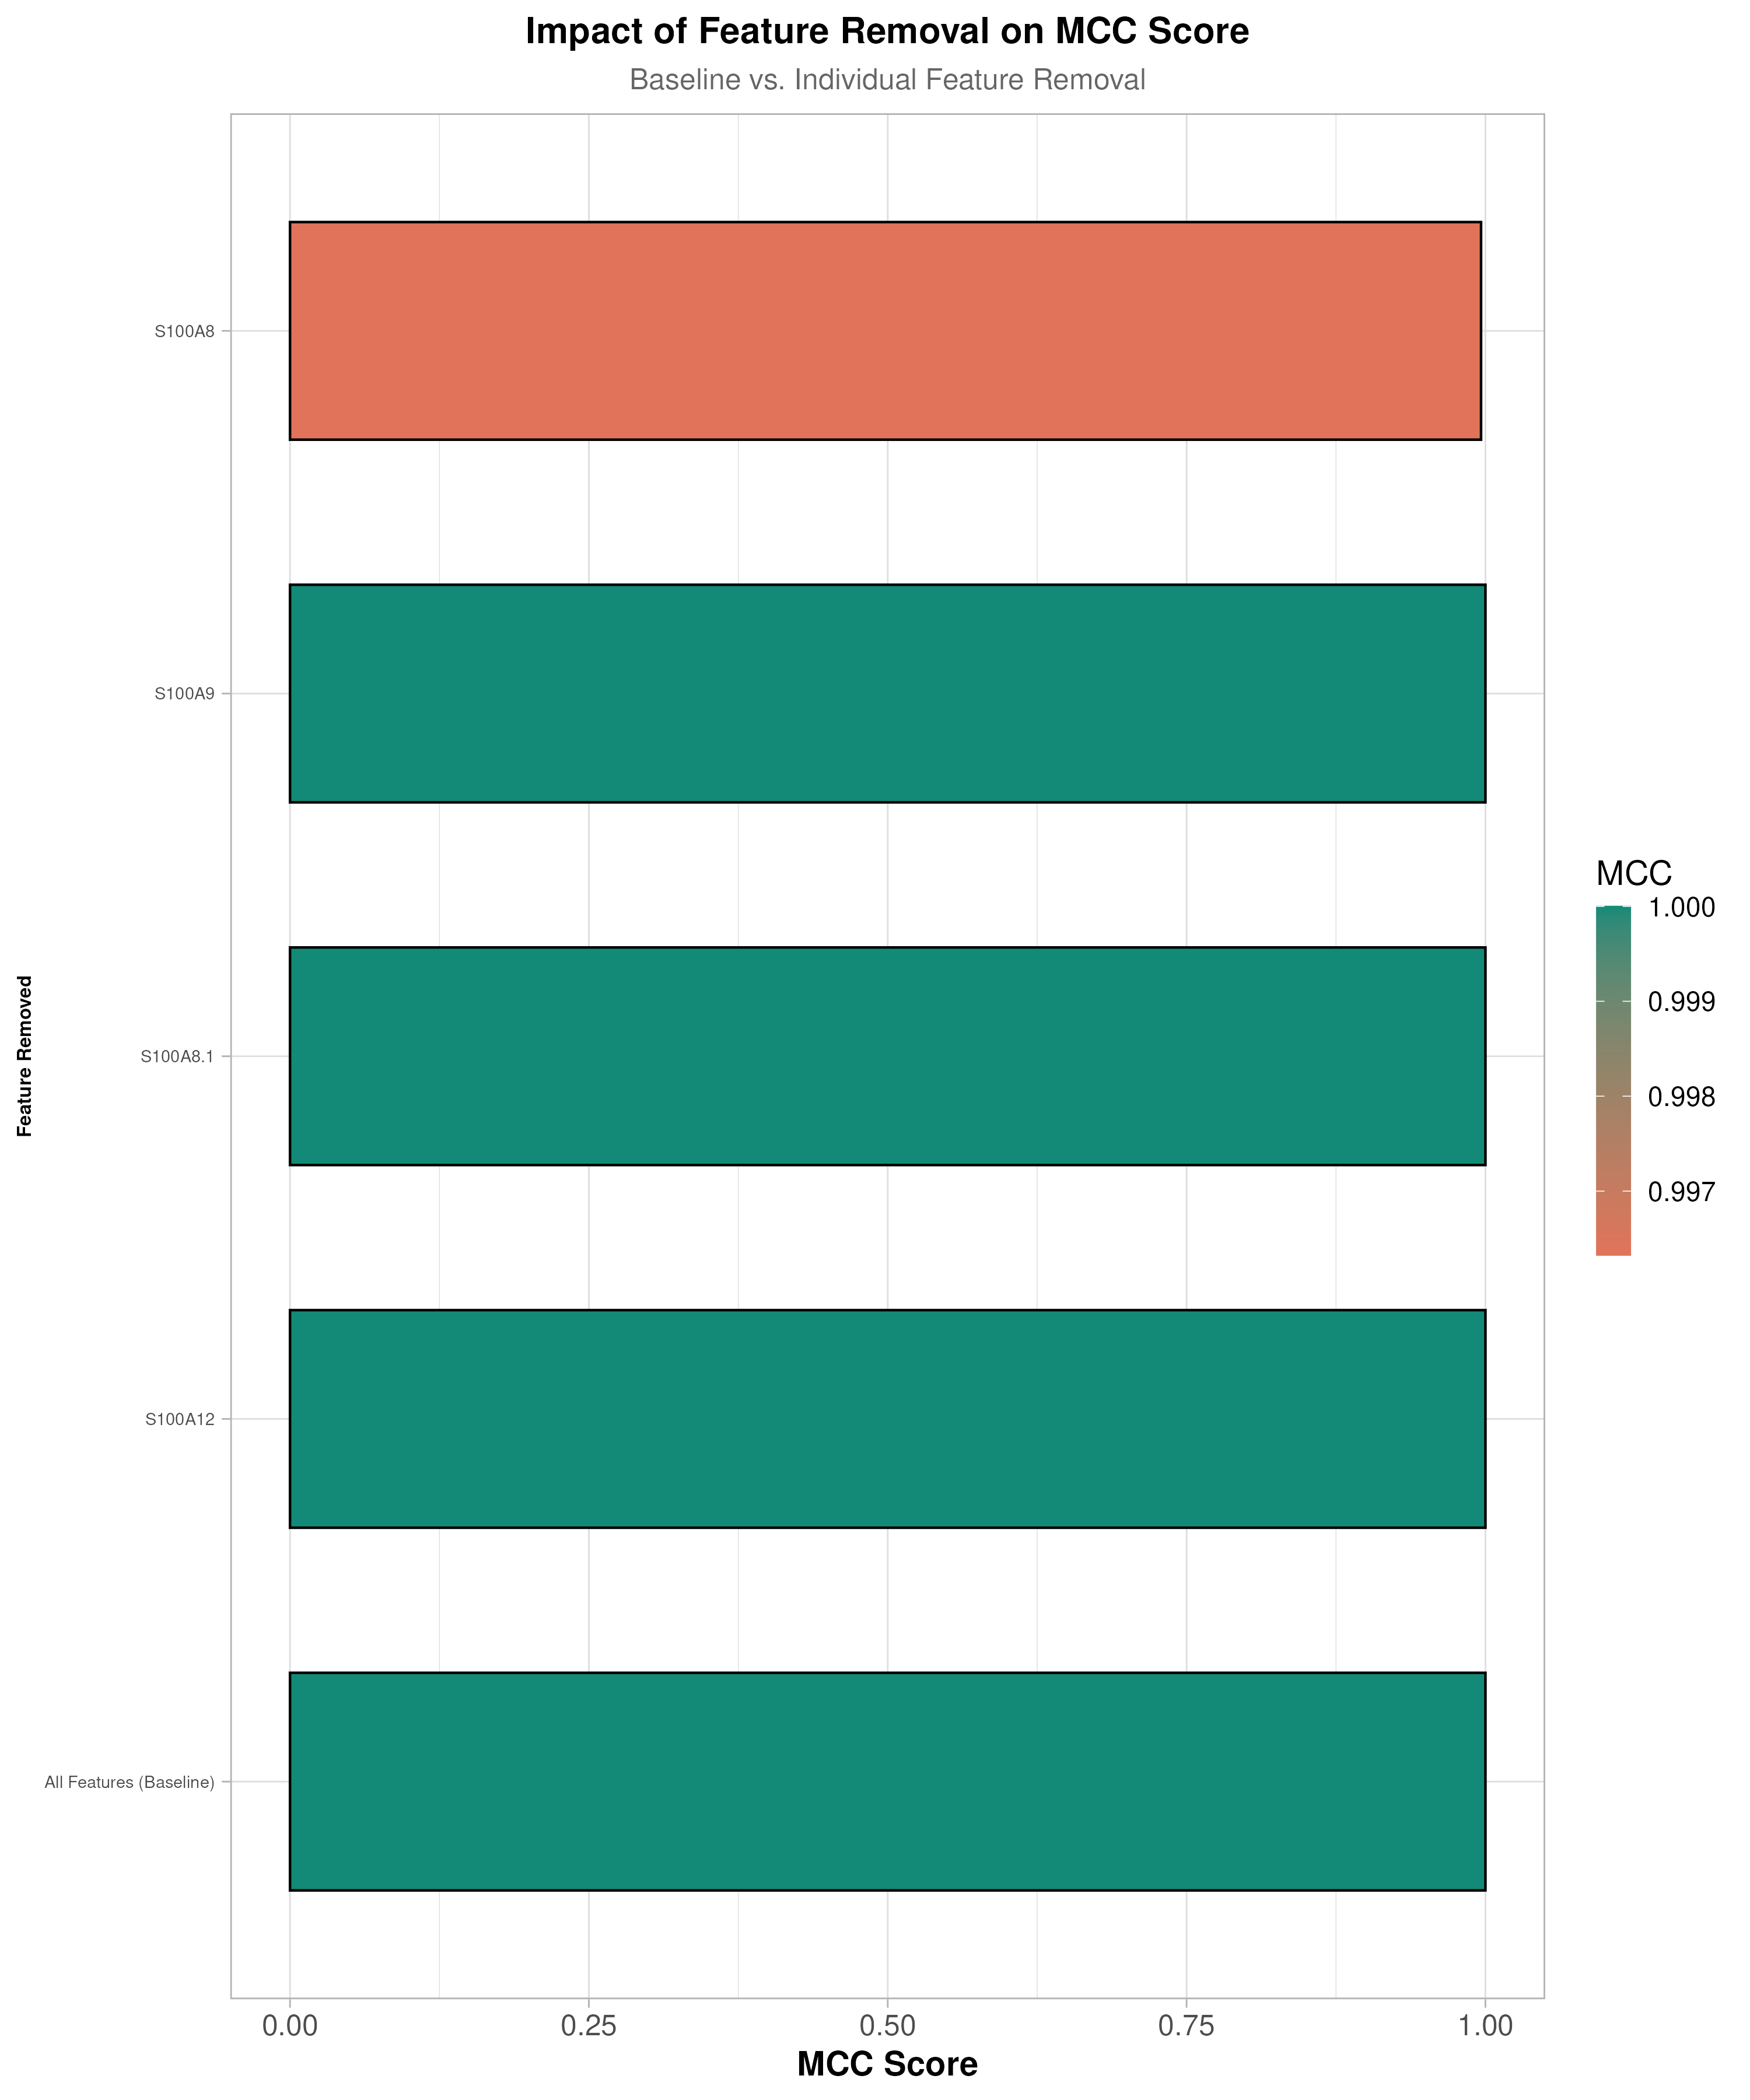 Impact of Feature Removal on MCC Score
Baseline vs. Individual Feature Removal
Feature Removed
S100A8
S100A9
S100A8.1
S100A12
All Features (Baseline)
0.00 0.25 0.50 0.75 1.00
MCC Score
MCC
1.000
0.999
0.998
0.997